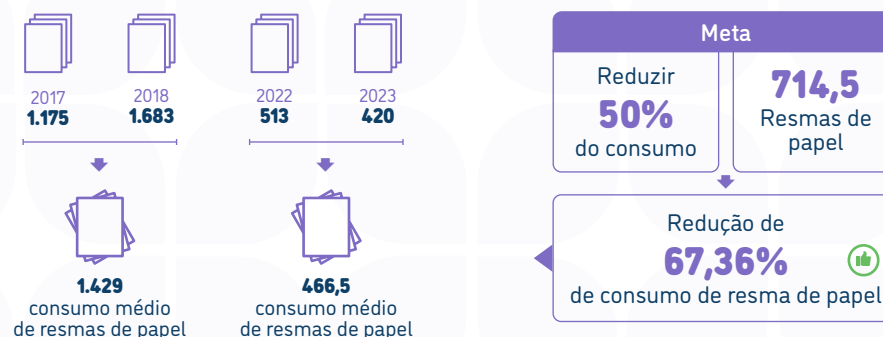 2017
1.175
2018
1.683
2022
513
2023
420
1.429
consumo médio
de resmas de papel
466,5
consumo médio
de resmas de papel
Meta
Reduzir
50%
do consumo
714,5
Resmas de
papel
Redução de
67,36%
de consumo de resma de papel